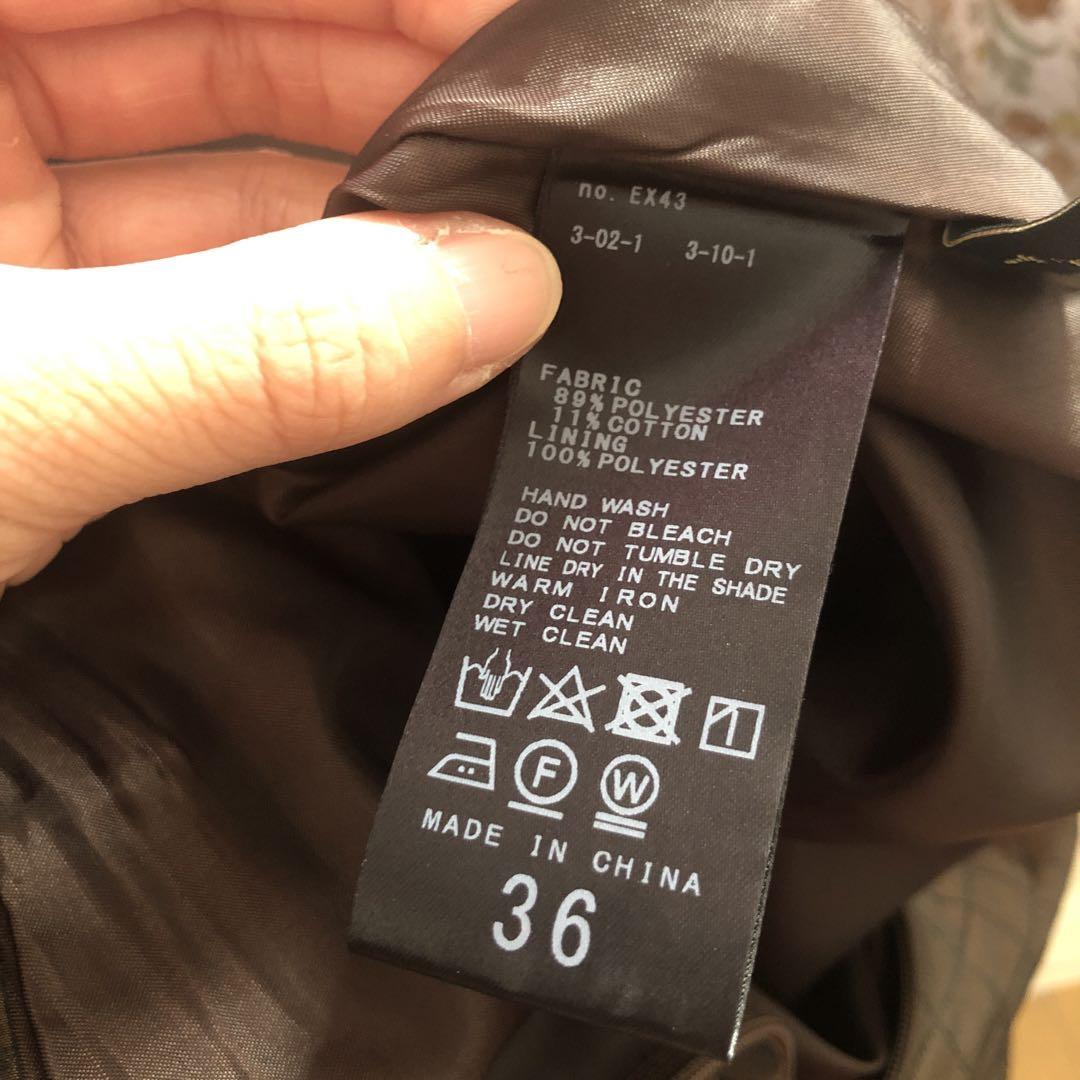 no. EX43
3-02-1 3-10-1
FABRIC
89% POLYESTER
11% COTTON
LINING
100% POLYESTER
HAND WASH
DO NOT BLEACH
DO NOT TUMBLE DRY
LINE DRY IN THE SHADE
WARM IRON
DRY CLEAN
WET CLEAN
F W
MADE IN CHINA
36